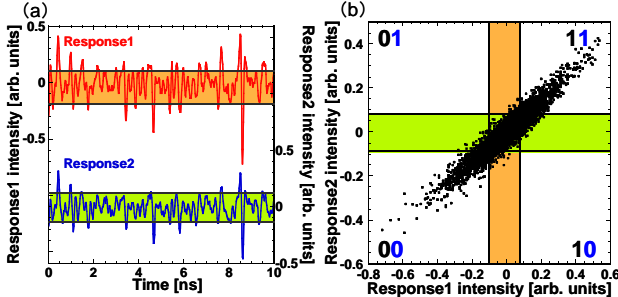 (a)
Response1 intensity [arb. units]
0.5
0
0.5
Response1
Response2
0.5
0
-0.5
Response2 intensity [arb. units]
0 2 4 6 8 10
Time [ns]
(b)
Response2 intensity [arb. units]
0.4
0.2
0
-0.2
-0.4
-0.6
01 11
00 10
-0.8 -0.6 -0.4 -0.2 0 0.2 0.4 0.6
Response1 intensity [arb. units]